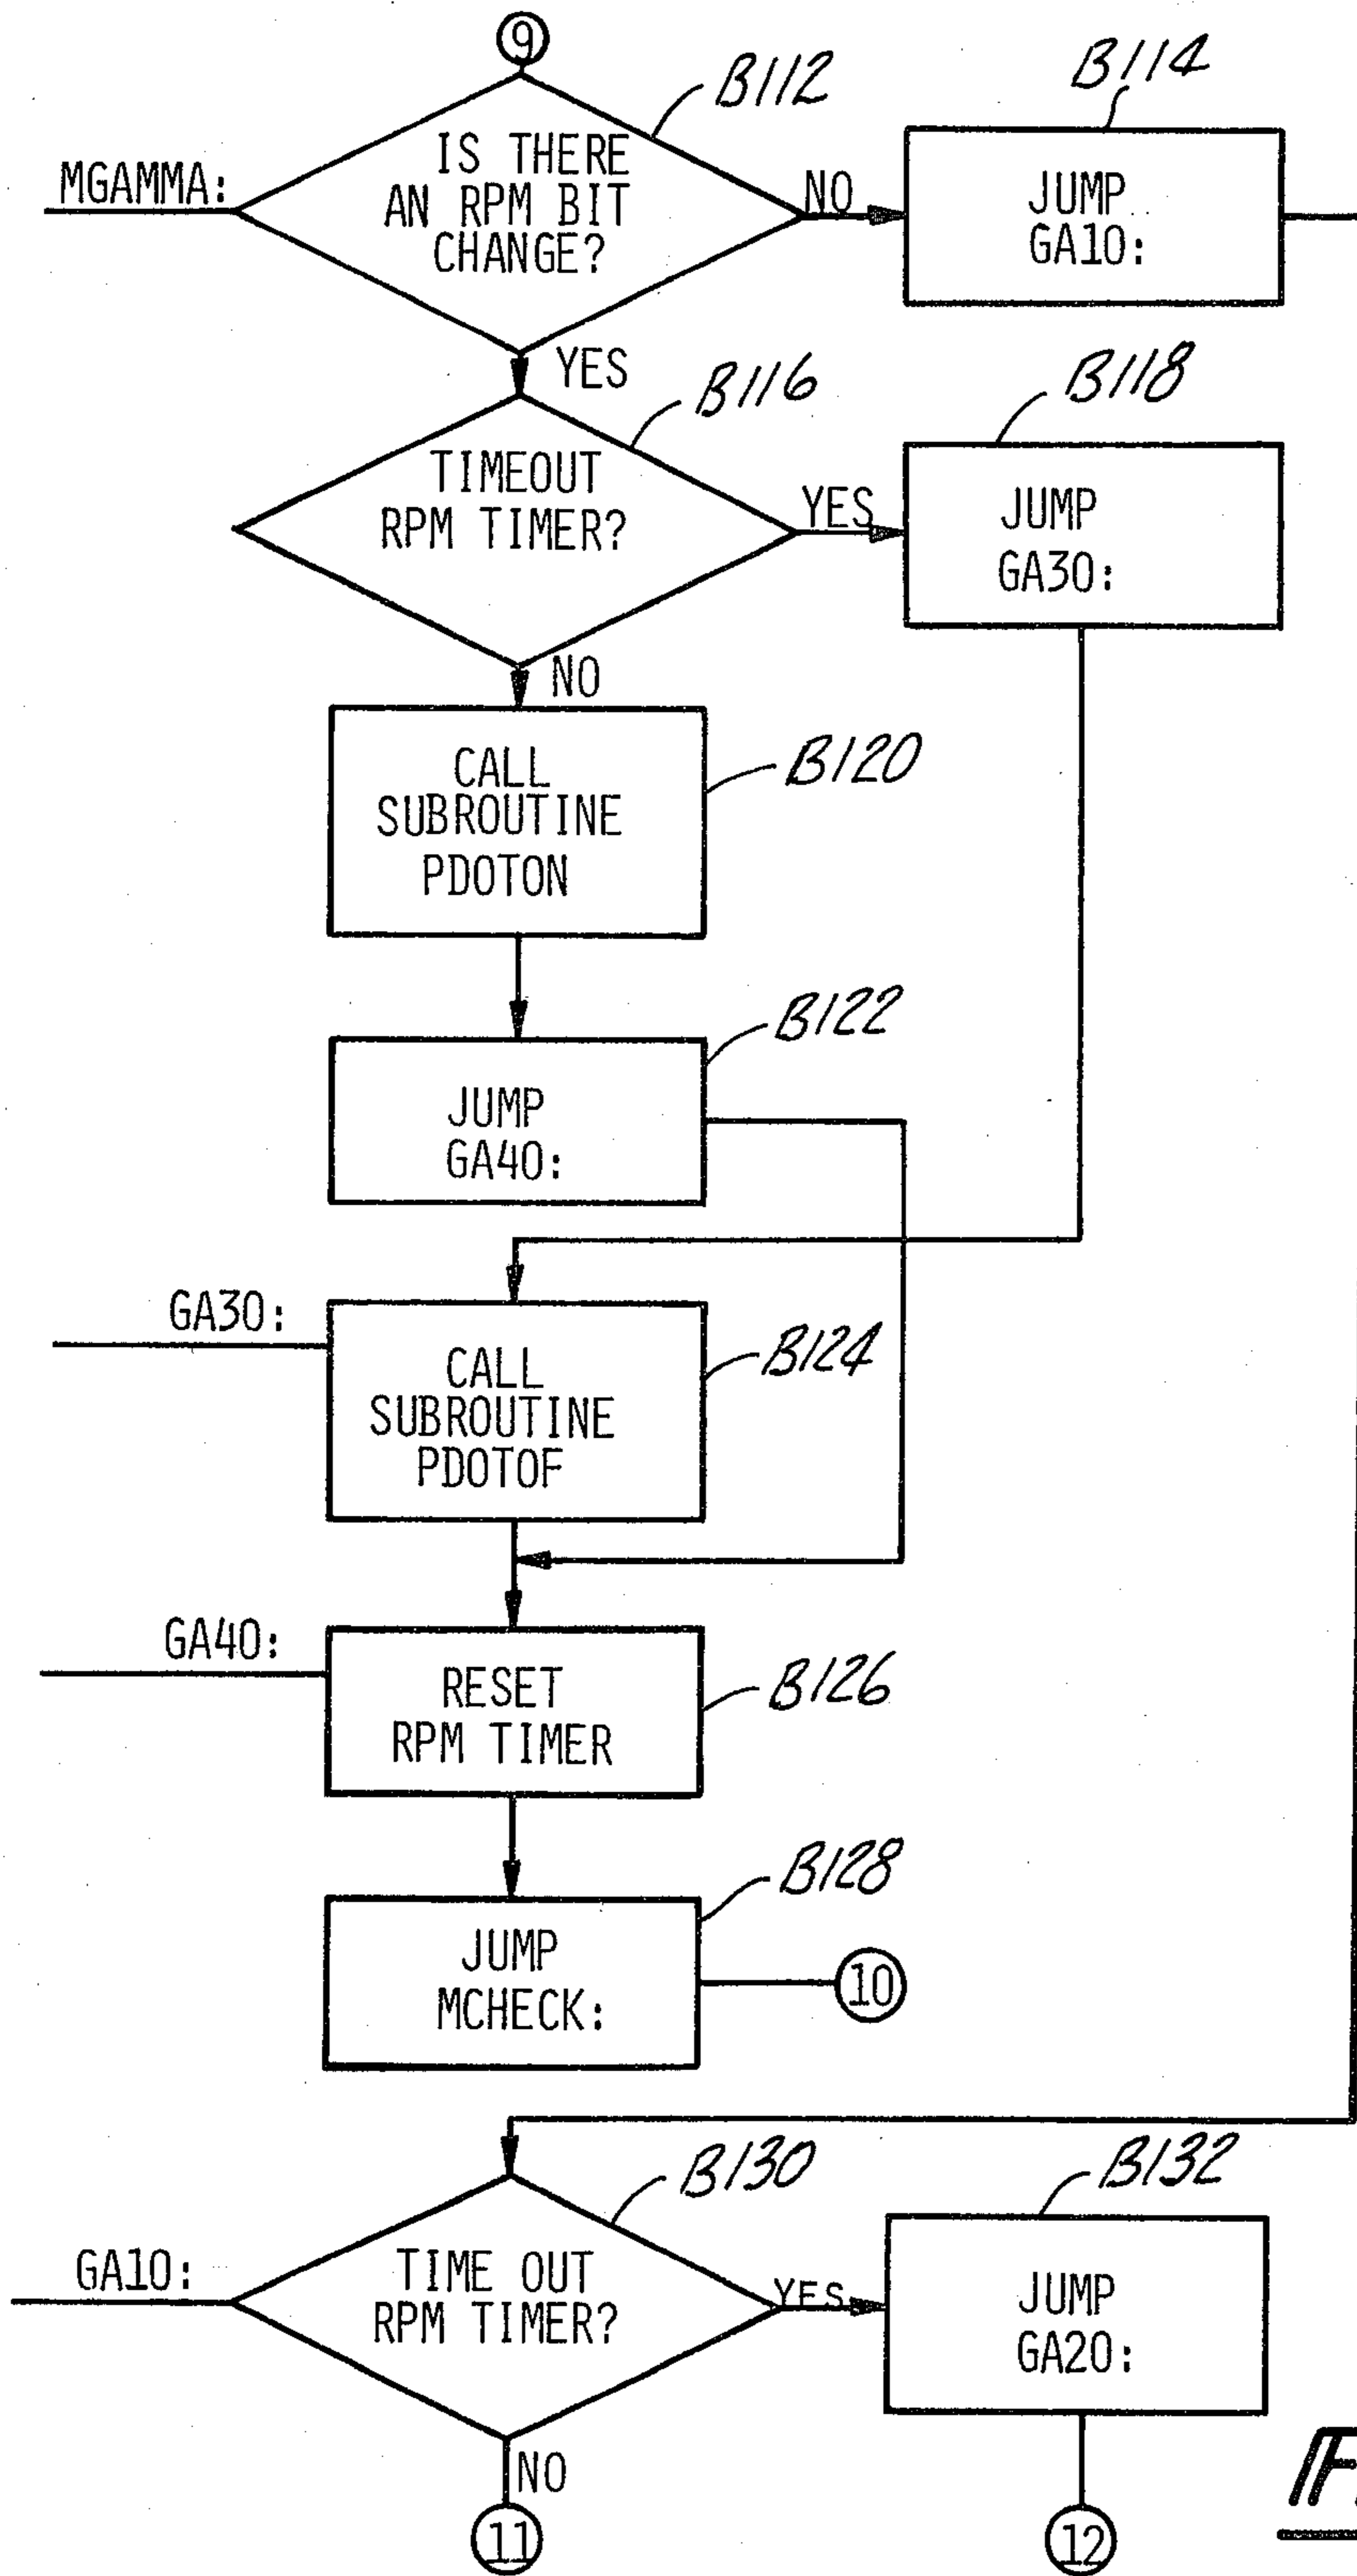 9
B112
B114
MGAMMA:
IS THERE
AN RPM BIT
CHANGE?
NO
JUMP
GA10:
YES
B116
B118
TIMEOUT
RPM TIMER?
YES
JUMP
GA30:
NO
CALL
SUBROUTINE
PDOTON
B120
B122
JUMP
GA40:
GA30:
CALL
SUBROUTINE
PDOTOF
B124
GA40:
RESET
RPM TIMER
B126
B128
JUMP
MCHECK:
10
B130
B132
GA10:
TIME OUT
RPM TIMER?
YES
JUMP
GA20:
NO
11
12